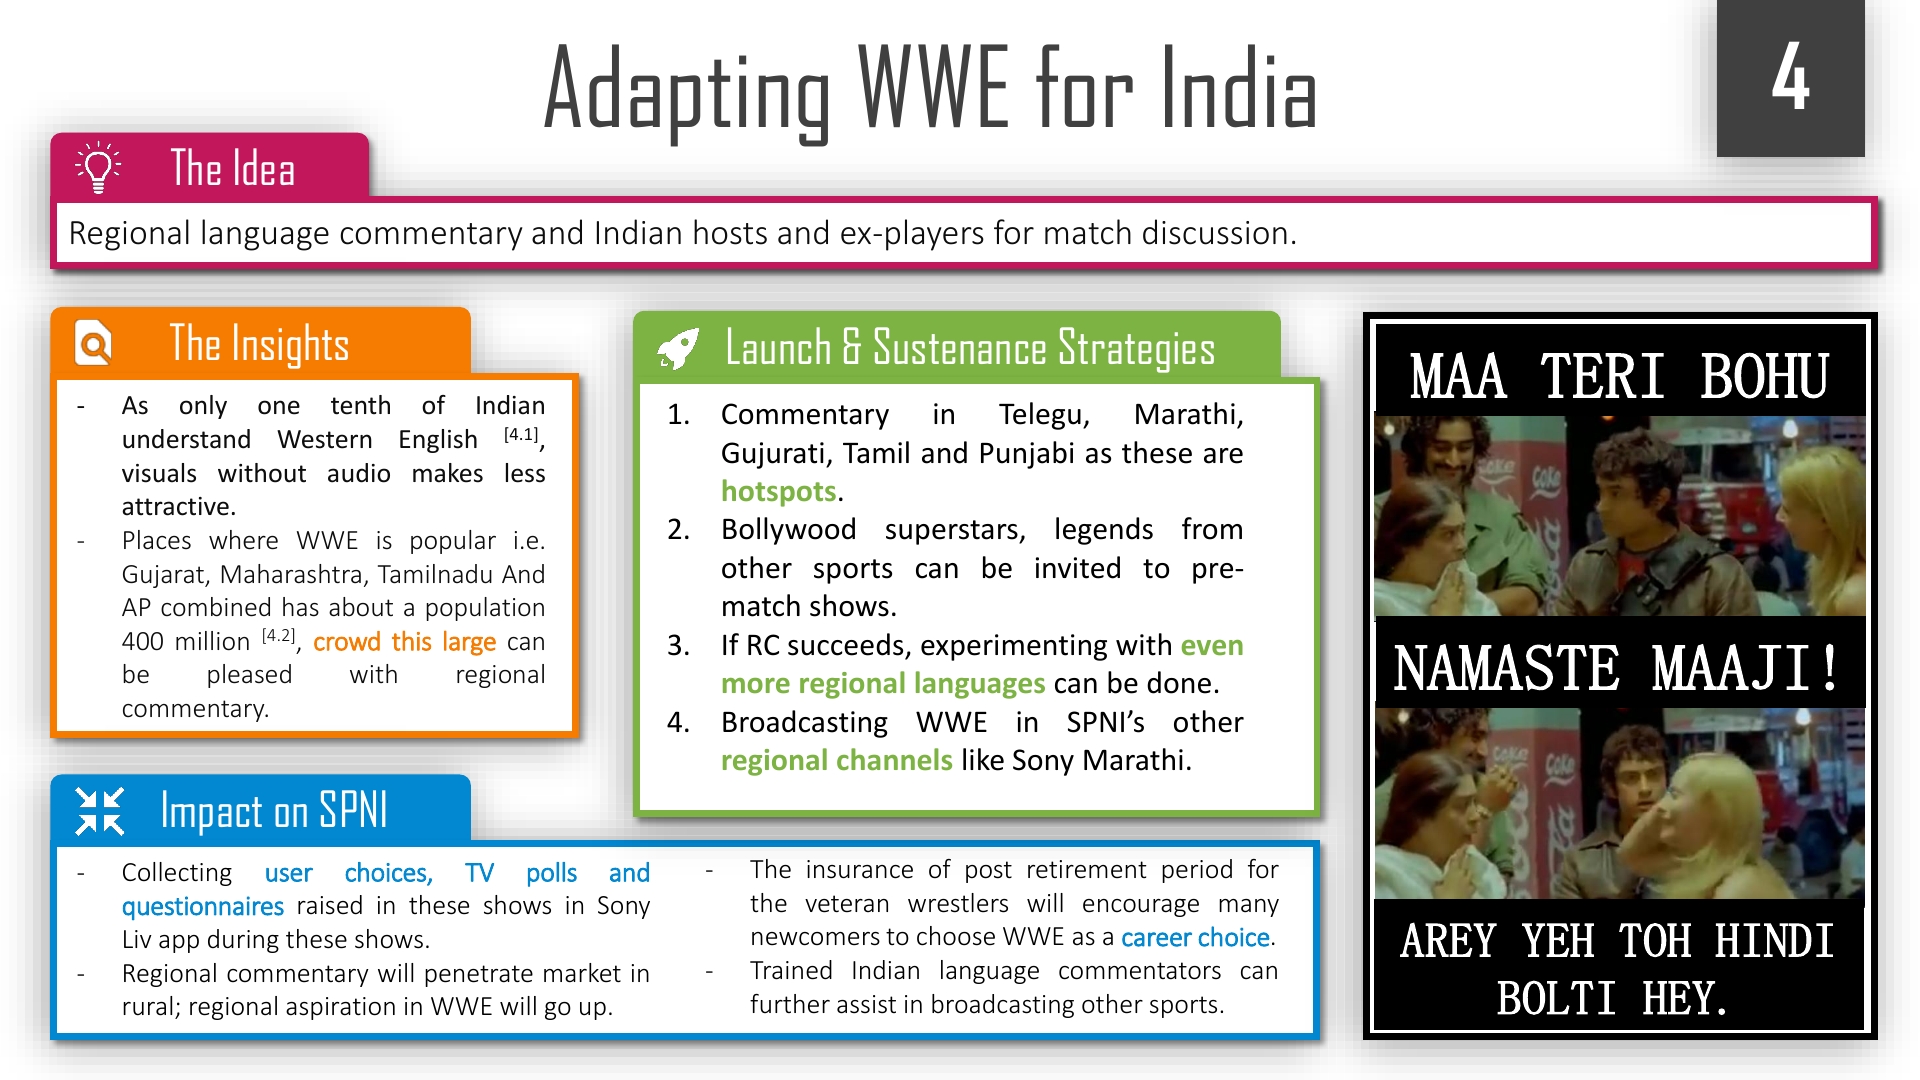 Adapting WWE for India
4
The Idea
Regional language commentary and Indian hosts and ex-players for match discussion.
The Insights
- As only one tenth of Indian
understand Western English [4.1],
visuals without audio makes less
attractive.
- Places where WWE is popular i.e.
Gujarat, Maharashtra, Tamilnadu And
AP combined has about a population
400 million [4.2], crowd this large can
be pleased with regional
commentary.
Launch & Sustenance Strategies
1. Commentary in Telegu, Marathi,
Gujurati, Tamil and Punjabi as these are
hotspots.
2. Bollywood superstars, legends from
other sports can be invited to pre-
match shows.
3. If RC succeeds, experimenting with even
more regional languages can be done.
4. Broadcasting WWE in SPNI’s other
regional channels like Sony Marathi.
Impact on SPNI
- Collecting user choices, TV polls and
questionnaires raised in these shows in Sony
Liv app during these shows.
- Regional commentary will penetrate market in
rural; regional aspiration in WWE will go up.
- The insurance of post retirement period for
the veteran wrestlers will encourage many
newcomers to choose WWE as a career choice.
- Trained Indian language commentators can
further assist in broadcasting other sports.
MAA TERI BOHU
COKE
COKE
NAMASTE MAAJI!
COKE
COKE
AREY YEH TOH HINDI
BOLTI HEY.